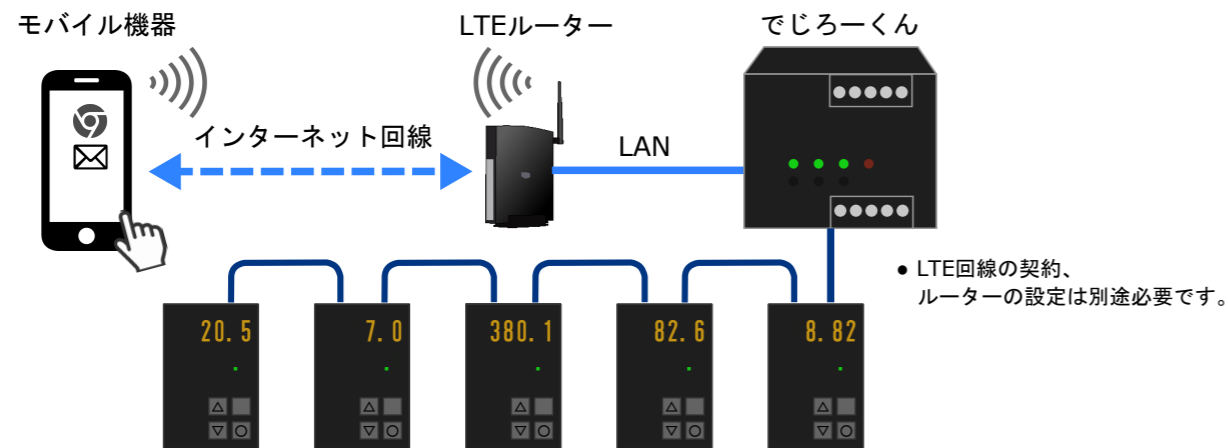 モバイル機器
LTEルーター
でじろーくん
インターネット回線
LAN
● LTE回線の契約、
ルーターの設定は別途必要です。
20.5
7.0
380.1
82.6
8.82